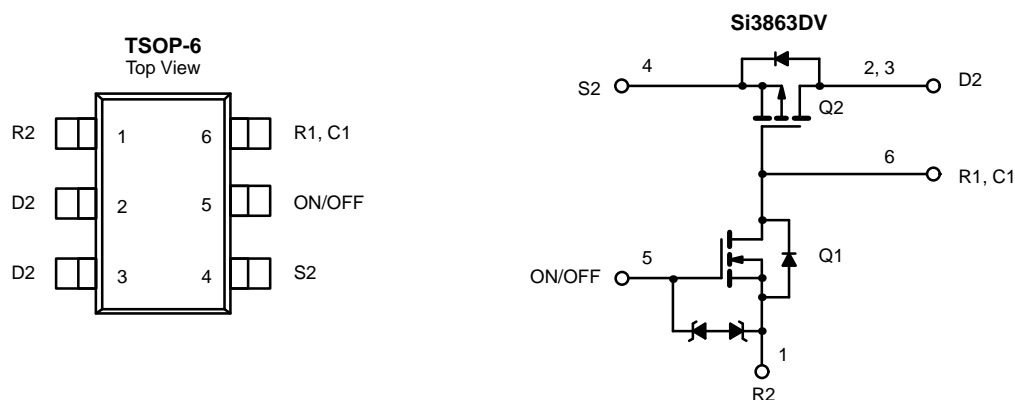 TSOP-6
Top View
R2
1
6
R1, C1
D2
2
5
ON/OFF
D2
3
4
S2
Si3863DV
4
2, 3
S2
D2
Q2
6
R1, C1
5
Q1
ON/OFF
1
R2